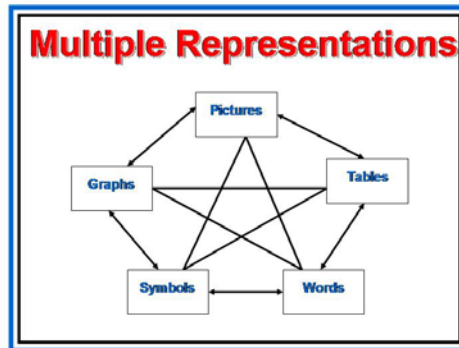 Multiple Representations
Pictures
Graphs
Tables
Symbols
Words